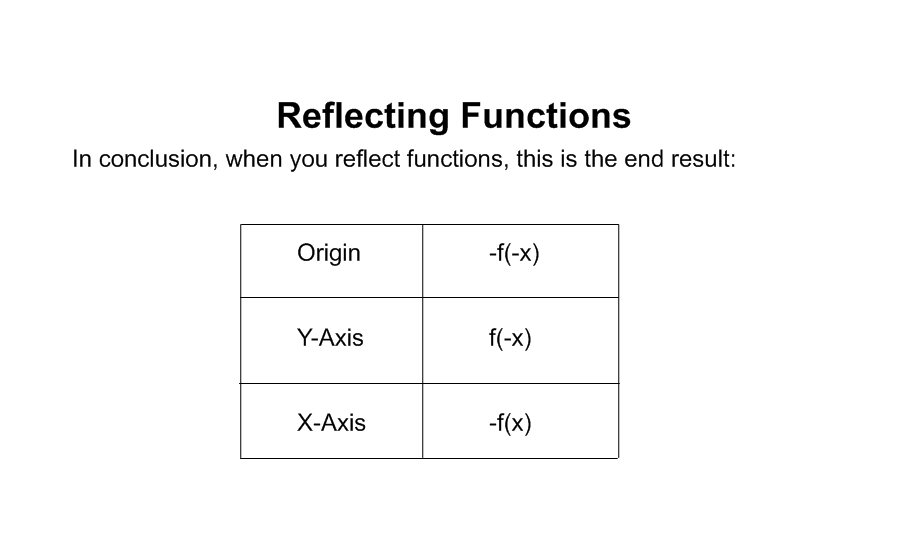 Reflecting Functions
In conclusion, when you reflect functions, this is the end result:
Origin -f(-x)
Y-Axis f(-x)
X-Axis -f(x)